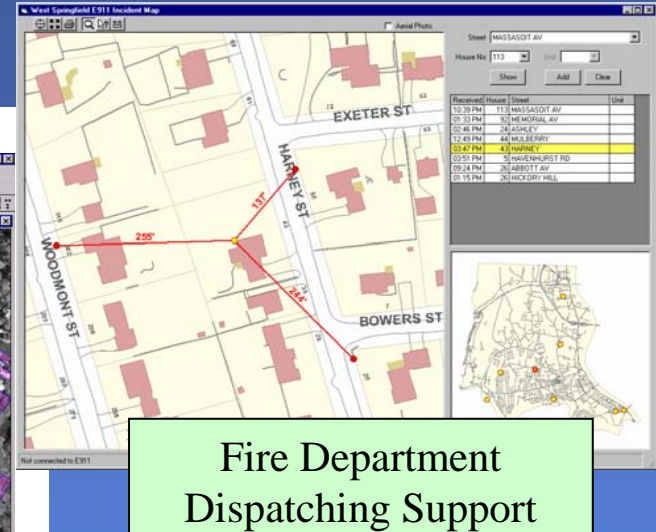 West Springfield E911 Incident Map
Aerial Photo
Street MASSASOIT AV
House No 113 Unit
Show Add Clear
Received House Street Unit
10:39 PM 113 MASSASOIT AV
01:33 PM 92 MEMORIAL AV
02:46 PM 24 ASHLEY
12:49 PM 44 MULBERRY
03:47 PM 43 HARNEY
03:51 PM 5 HAVENHURST RD
09:24 PM 26 ABBOTT AV
01:15 PM 26 HICKORY HILL
EXETER ST
HARNEY ST
137'
255'
WOODMONT ST
244'
BOWERS ST
Not connected to E911
Fire Department
Dispatching Support